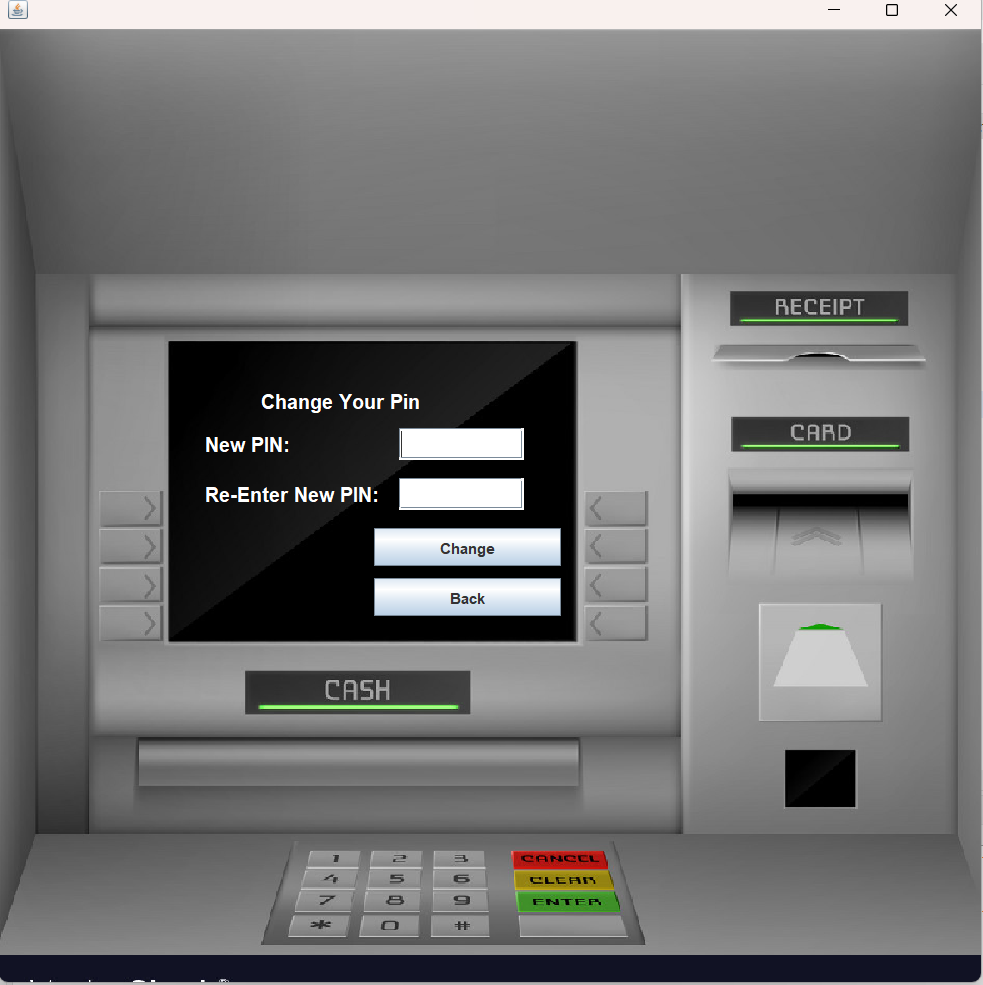 RECEIPT
Change Your Pin
New PIN:
CARD
Re-Enter New PIN:
Change
Back
CASH
1 2 3 CANCEL
4 5 6 CLEAR
7 8 9 ENTER
* 0 #